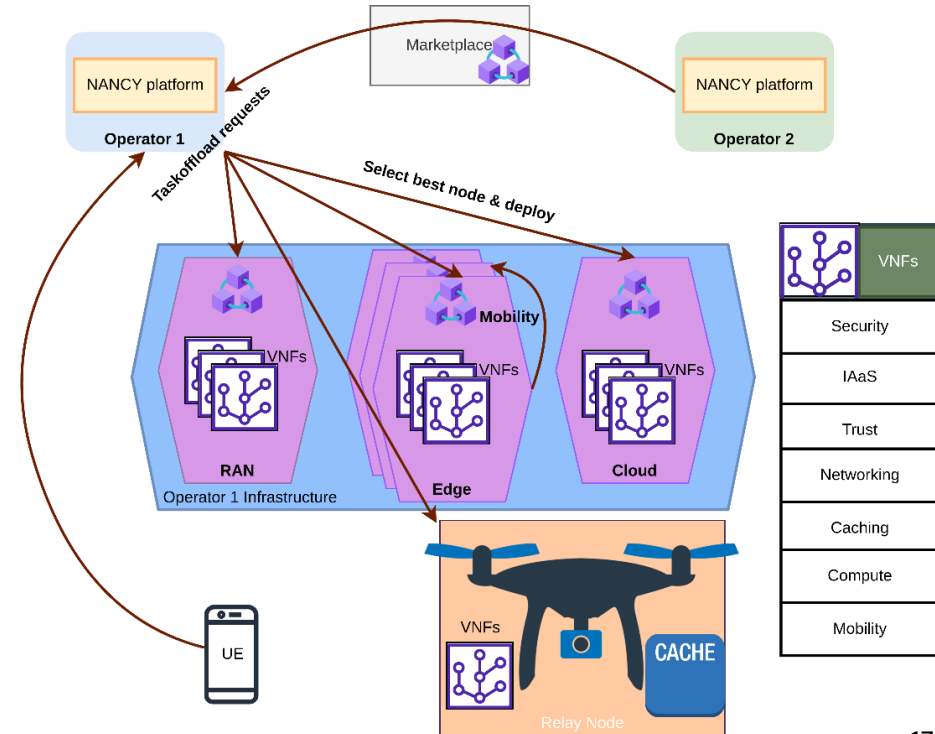 Marketplace
NANCY platform
Operator 1
NANCY platform
Operator 2
Taskoffload requests
Select best node & deploy
VNFs
Mobility
VNFs
VNFs
VNFs
RAN
Edge
Cloud
Operator 1 Infrastructure
Security
IAaS
Trust
Networking
Caching
Compute
Mobility
UE
VNFs
CACHE
Relay Node